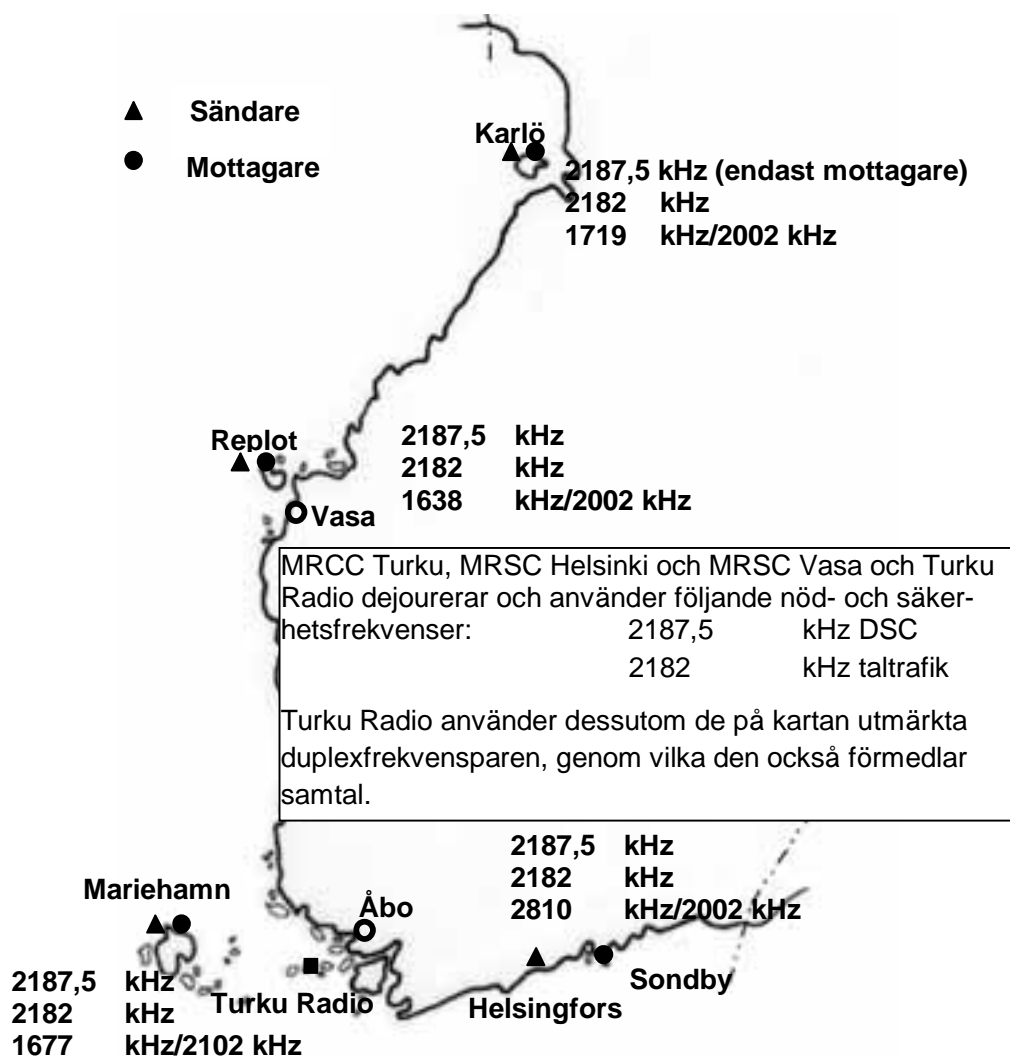 Sändare
Mottagare
Karlö
2187,5 kHz (endast mottagare)
2182 kHz
1719 kHz/2002 kHz
Replot
2187,5 kHz
2182 kHz
1638 kHz/2002 kHz
Vasa
MRCC Turku, MRSC Helsinki och MRSC Vasa och Turku
Radio dejourerar och använder följande nöd- och säker-
hetsfrekvenser: 2187,5 kHz DSC
2182 kHz taltrafik
Turku Radio använder dessutom de på kartan utmärkta
duplexfrekvensparen, genom vilka den också förmedlar
samtal.
2187,5 kHz
2182 kHz
2810 kHz/2002 kHz
Mariehamn
Åbo
Sondby
Helsingfors
Turku Radio
2187,5 kHz
2182 kHz
1677 kHz/2102 kHz